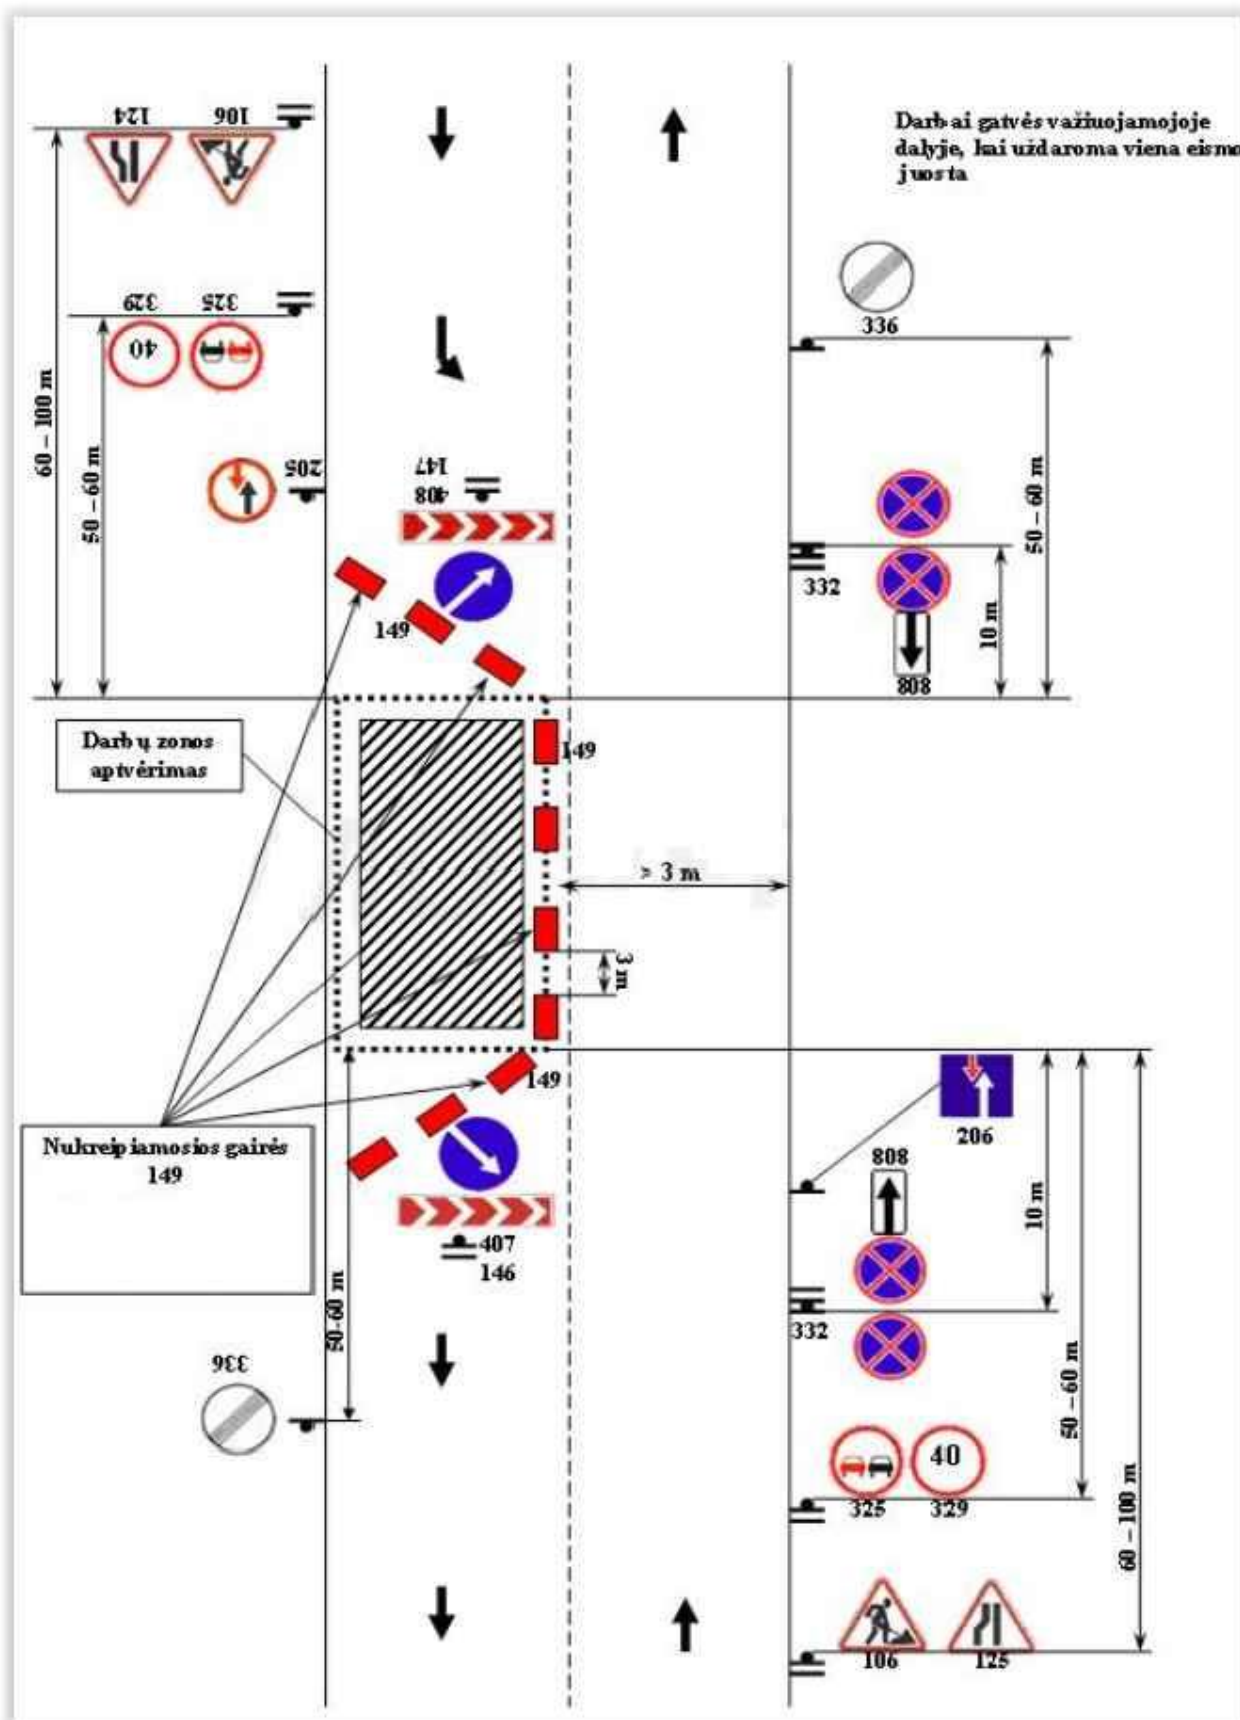 124 106
Darbai gatvės važiuojamojoje
dalyje, kai uždaroma viena eismo
juosta
329 325
40
336
60 – 100 m
50 – 60 m
205
147
408
50 – 60 m
332
10 m
149
808
Darbų zonos
aptvėrimas
149
> 3 m
3 m
149
206
Nukreipiamosios gairės
149
808
10 m
407
146
50-60 m
332
336
50 – 60 m
40
325 329
60 – 100 m
106 125